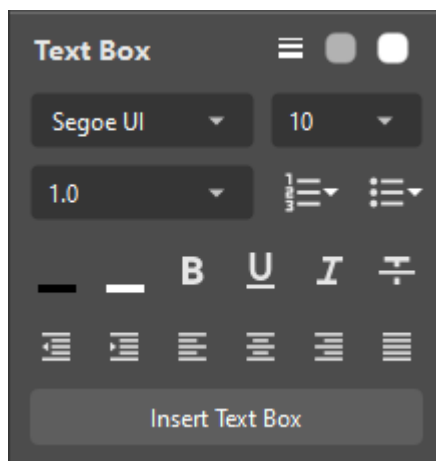 Text Box
Segoe UI 10
1.0
B U I T
Insert Text Box